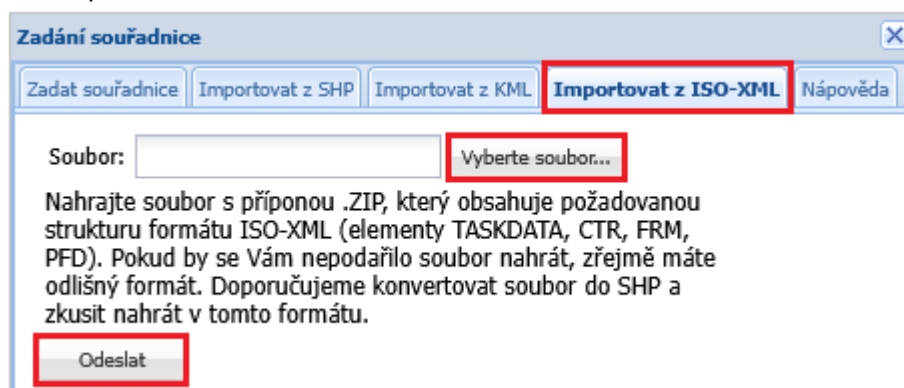 Zadání souřadnice
Zadat souřadnice Importovat z SHP Importovat z KML Importovat z ISO-XML Nápověda
Soubor: Vyberte soubor...
Nahrajte soubor s příponou .ZIP, který obsahuje požadovanou
strukturu formátu ISO-XML (elementy TASKDATA, CTR, FRM,
PFD). Pokud by se Vám nepodařilo soubor nahrát, zřejmě máte
odlišný formát. Doporučujeme konvertovat soubor do SHP a
zkusit nahrát v tomto formátu.
Odeslat